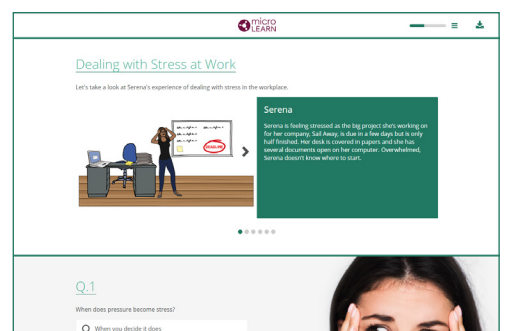 micro
LEARN
Dealing with Stress at Work
Let's take a look at Serena's experience of dealing with stress in the workplace.
DEADLINE
Serena
Serena is feeling stressed as the big project she's working on
for her company, Sail Away, is due in a few days but is only
half finished. Her desk is covered in papers and she has
several documents open on her computer. Overwhelmed,
Serena doesn't know where to start.
Q.1
When does pressure become stress?
When you decide it does